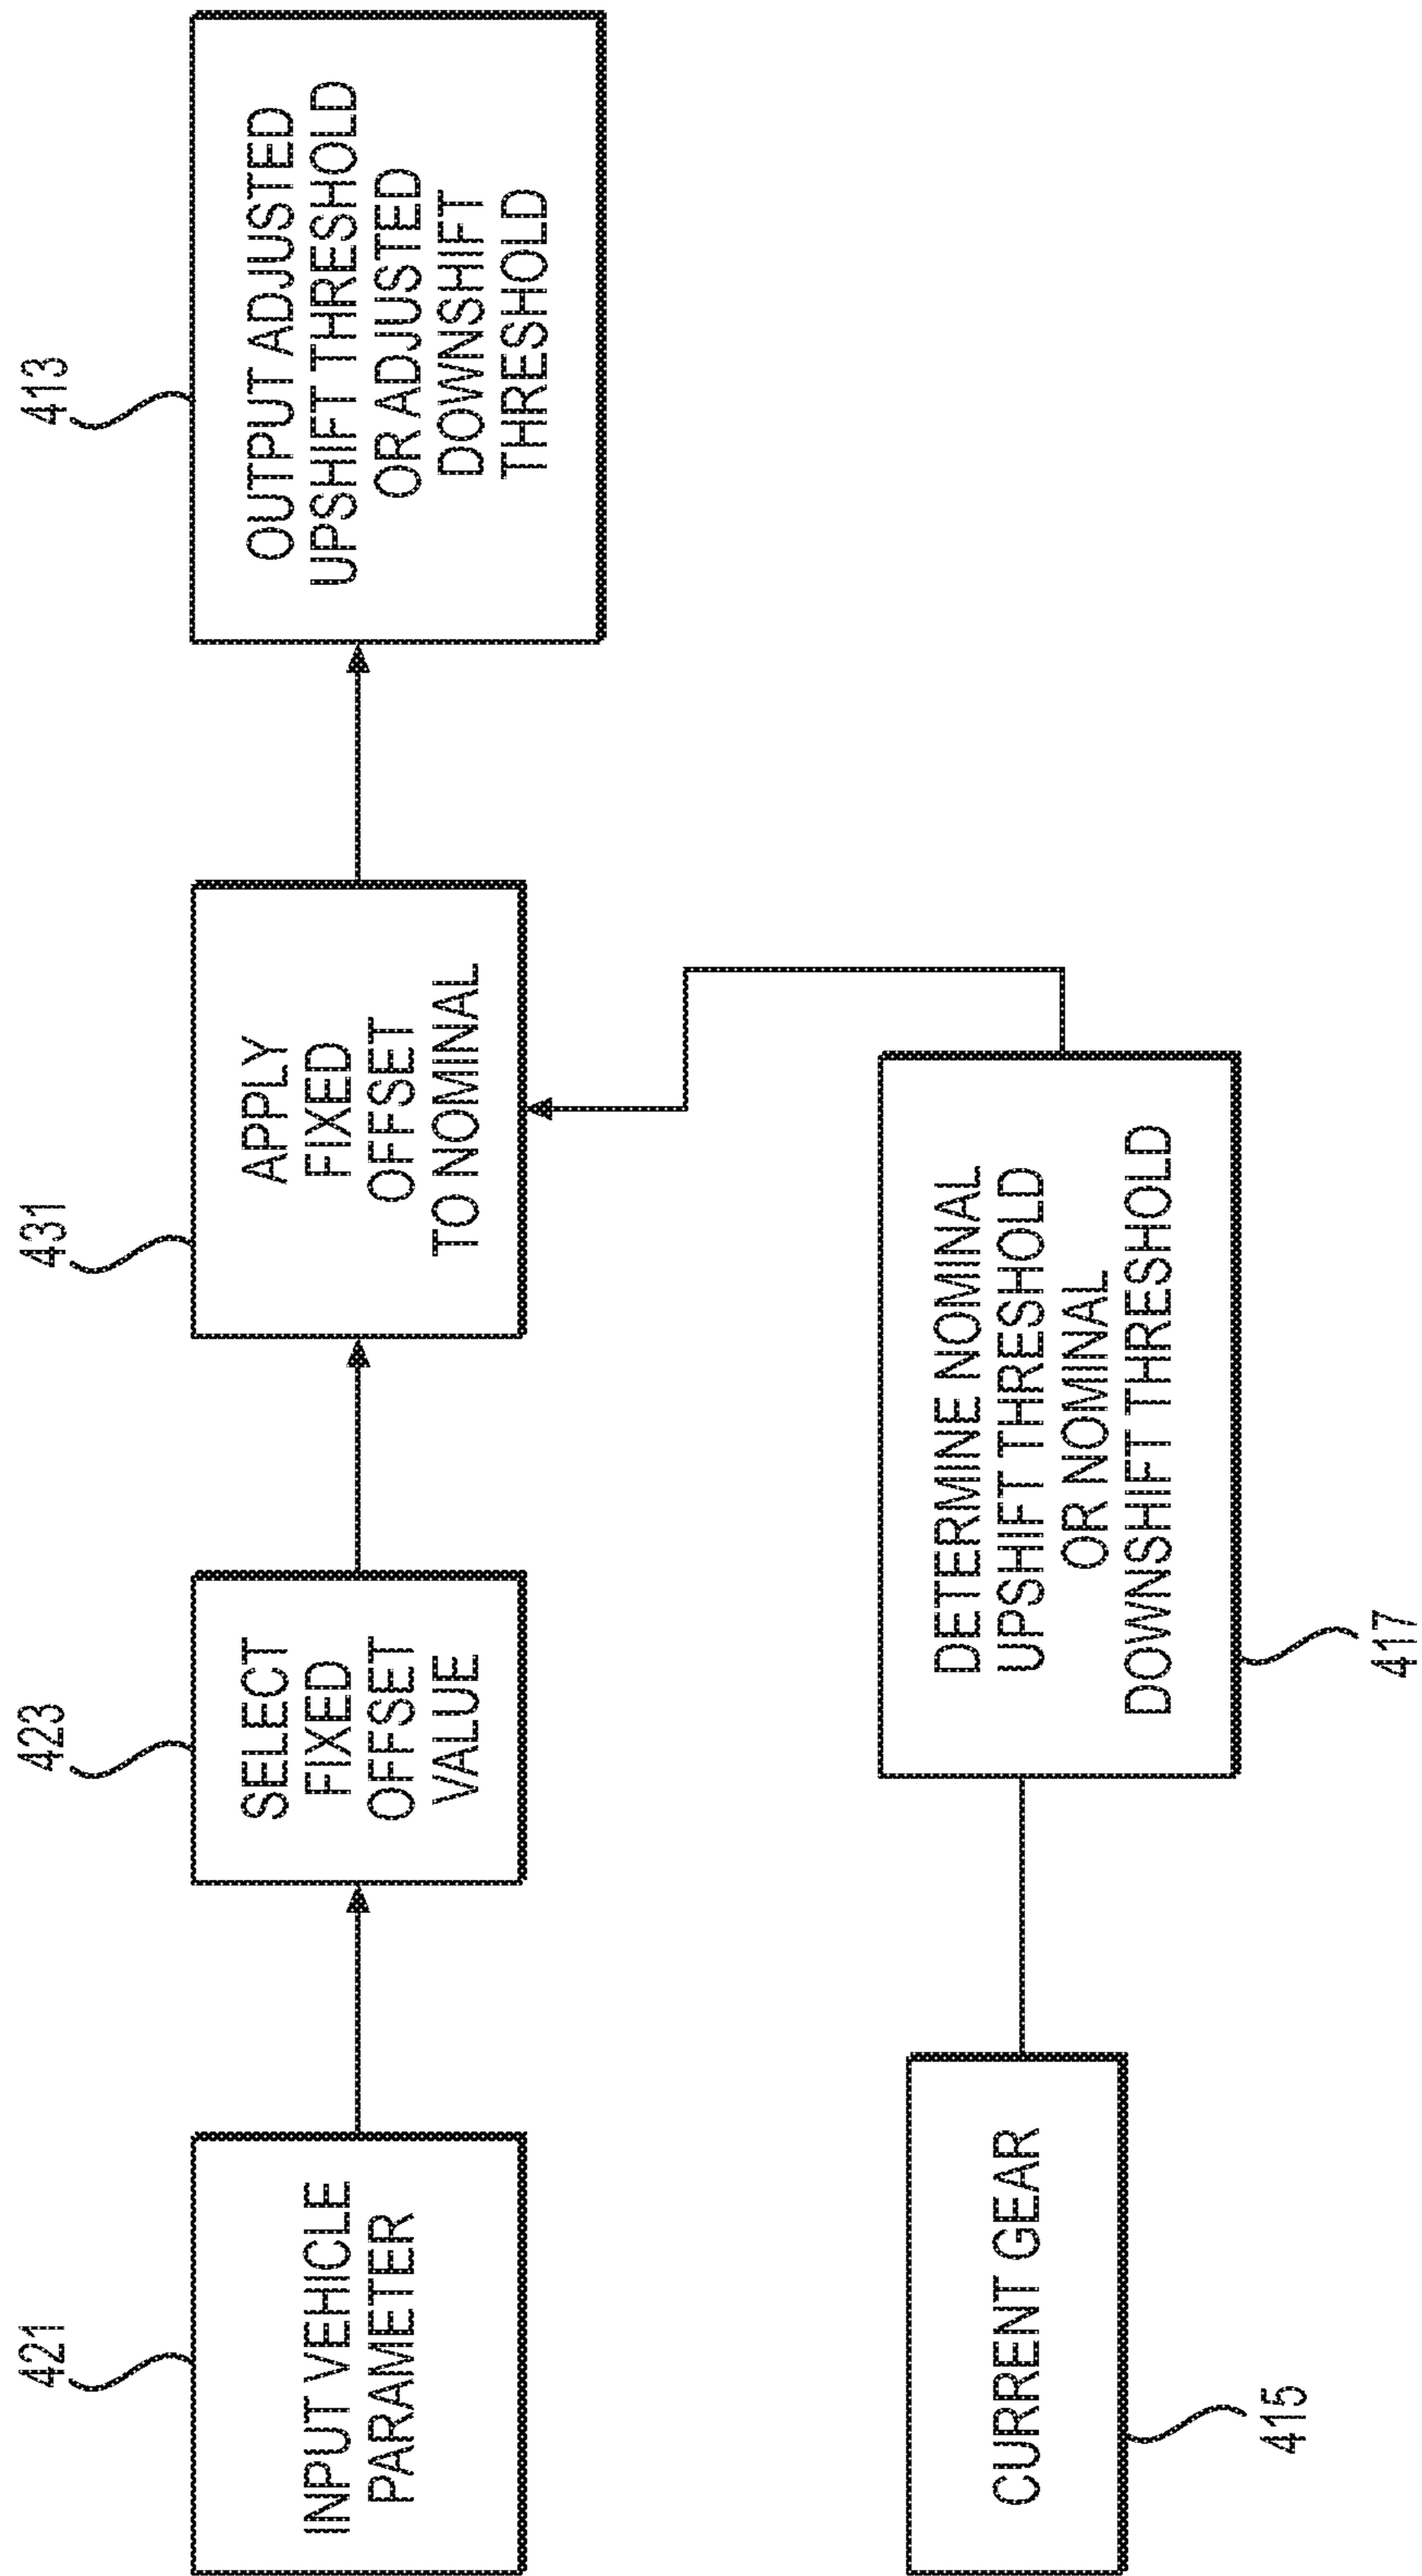 421
INPUT VEHICLE
PARAMETER
423
SELECT
FIXED
OFFSET
VALUE
431
APPLY
FIXED
OFFSET
TO NOMINAL
413
OUTPUT ADJUSTED
UPSHIFT THRESHOLD
OR ADJUSTED
DOWNSHIFT
THRESHOLD
CURRENT GEAR
415
DETERMINE NOMINAL
UPSHIFT THRESHOLD
OR NOMINAL
DOWNSHIFT THRESHOLD
417